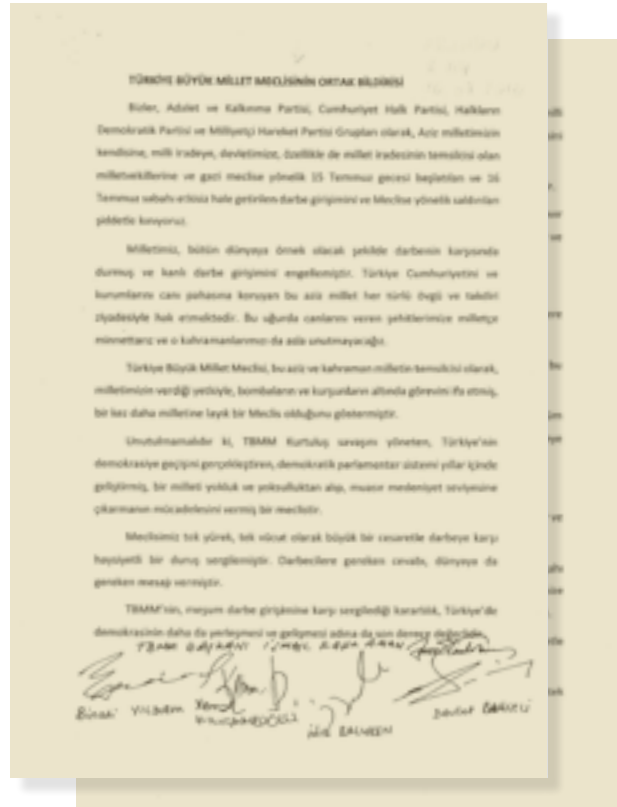 TÜRKİYE BÜYÜK MİLLET MECLİSİNİN ORTAK BİLDİRİSİ
Bizler, Adalet ve Kalkınma Partisi, Cumhuriyet Halk Partisi, Halkların
Demokratik Partisi ve Milliyetçi Hareket Partisi Grupları olarak, Aziz milletimizin
kendisine, milli iradeye, devletimize, özellikle de millet iradesinin temsilcisi olan
milletvekillerine ve gazi meclise yönelik 15 Temmuz gecesi başlatılan ve 16
Temmuz sabahı etkisiz hale getirilen darbe girişimini ve Meclise yönelik saldırıları
şiddetle kınıyoruz.
Milletimiz, bütün dünyaya örnek olacak şekilde darbenin karşısında
durmuş ve kanlı darbe girişimini engellemiştir. Türkiye Cumhuriyetini ve
kurumlarını canı pahasına koruyan bu aziz millet her türlü övgü ve takdiri
ziyadesiyle hak etmektedir. Bu uğurda canlarını veren şehitlerimize milletçe
minnettarız ve o kahramanlarımızı da asla unutmayacağız.
Türkiye Büyük Millet Meclisi, bu aziz ve kahraman milletin temsilcisi olarak,
milletimizin verdiği yetkiyle, bombaların ve kurşunların altında görevini ifa etmiş,
bir kez daha milletine layık bir Meclis olduğunu göstermiştir.
Unutulmamalıdır ki, TBMM Kurtuluş savaşını yöneten, Türkiye'nin
demokrasiye geçişini gerçekleştiren, demokratik parlamenter sistemi yıllar içinde
geliştirmiş, bir milleti yokluk ve yoksulluktan alıp, muasır medeniyet seviyesine
çıkarmanın mücadelesini vermiş bir meclistir.
Meclisimiz tek yürek, tek vücut olarak büyük bir cesaretle darbeye karşı
haysiyetli bir duruş sergilemiştir. Darbecilere gereken cevabı, dünyaya da
gereken mesajı vermiştir.
TBMM'nin, meşum darbe girişimine karşı sergilediği kararlılık, Türkiye'de
demokrasinin daha da yerleşmesi ve gelişmesi adına da son derece değerlidir.
TBMM BAŞKANI İSMAİL KAHRAMAN
Binali YILDIRIM Kemal KILIÇDAROĞLU İdris BALUKEN Devlet BAHÇELİ